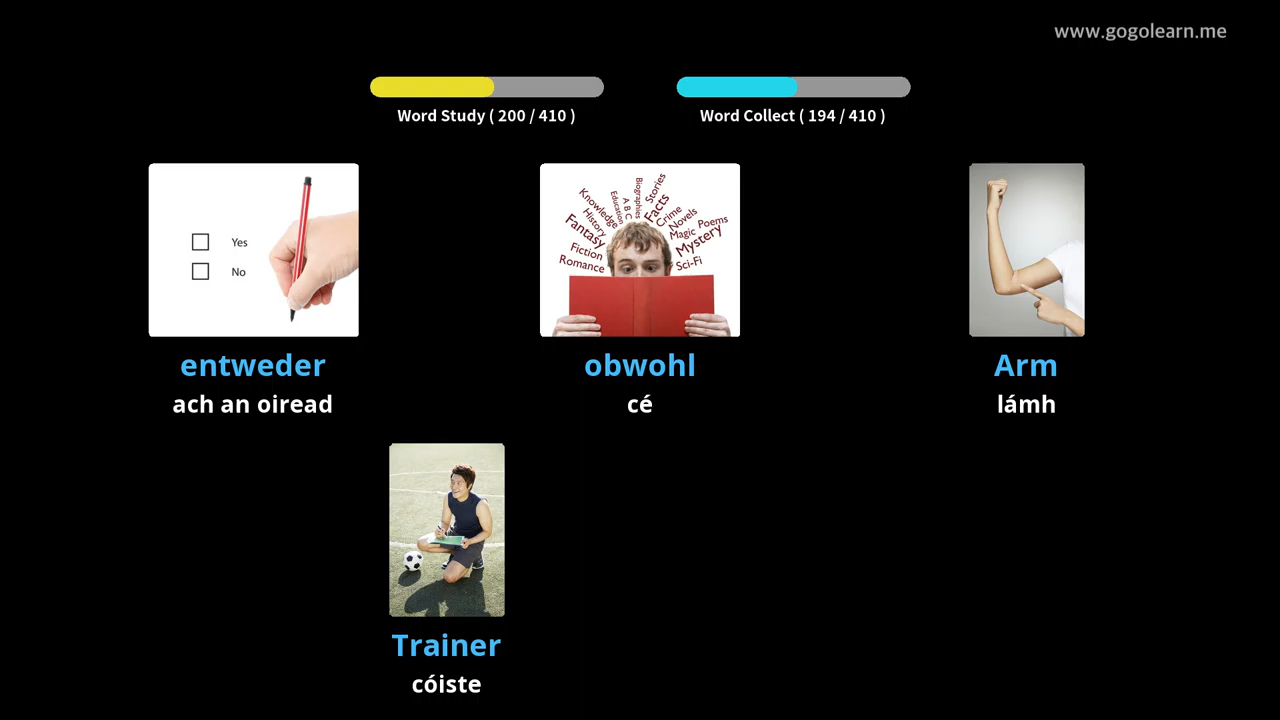 www.gogolearn.me
Word Study ( 200 / 410 )
Word Collect ( 194 / 410 )
Yes
No
Knowledge
History
Fantasy
Fiction
Romance
Education
A B C
Biographies
Stories
Facts
Crime
Novels
Magic
Poems
Mystery
Sci-Fi
entweder
obwohl
Arm
ach an oiread
cé
lámh
Trainer
cóiste